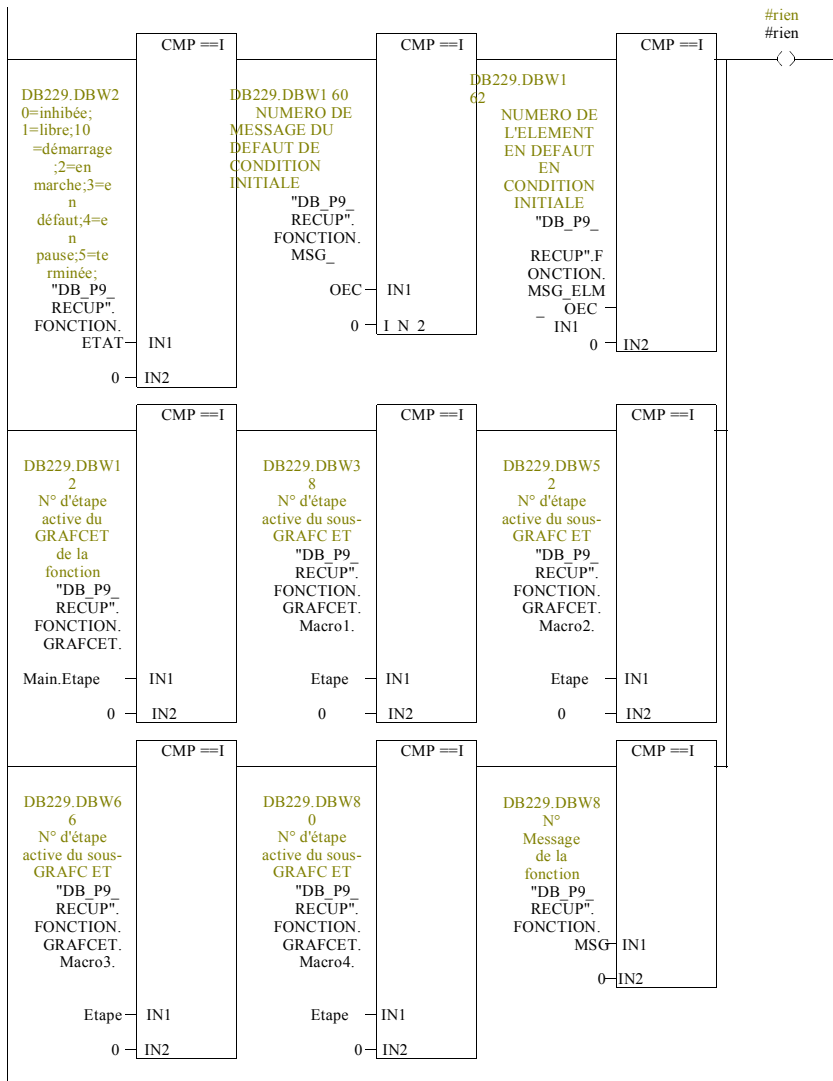 #rien
#rien
CMP ==I
DB229.DBW2
0=inhibée;
1=libre;10
=démarrage
;2=en
marche;3=e
n
défaut;4=e
n
pause;5=te
rminée;
"DB_P9_
RECUP".
FONCTION.
ETAT
IN1
0
IN2
CMP ==I
DB229.DBW1 60
NUMERO DE
MESSAGE DU
DEFAUT DE
CONDITION
INITIALE
"DB_P9_
RECUP".
FONCTION.
MSG_
OEC
IN1
0
I N 2
CMP ==I
DB229.DBW1
62
NUMERO DE
L'ELEMENT
EN DEFAUT
EN
CONDITION
INITIALE
"DB_P9_
RECUP".F
ONCTION.
MSG_ELM
_ OEC
IN1
0
IN2
CMP ==I
DB229.DBW1
2
N° d'étape
active du
GRAFCET
de la
fonction
"DB_P9_
RECUP".
FONCTION.
GRAFCET.
Main.Etape
IN1
0
IN2
CMP ==I
DB229.DBW3
8
N° d'étape
active du sous-
GRAFC ET
"DB_P9_
RECUP".
FONCTION.
GRAFCET.
Macro1.
Etape
IN1
0
IN2
CMP ==I
DB229.DBW5
2
N° d'étape
active du sous-
GRAFC ET
"DB_P9_
RECUP".
FONCTION.
GRAFCET.
Macro2.
Etape
IN1
0
IN2
CMP ==I
DB229.DBW6
6
N° d'étape
active du sous-
GRAFC ET
"DB_P9_
RECUP".
FONCTION.
GRAFCET.
Macro3.
Etape
IN1
0
IN2
CMP ==I
DB229.DBW8
0
N° d'étape
active du sous-
GRAFC ET
"DB_P9_
RECUP".
FONCTION.
GRAFCET.
Macro4.
Etape
IN1
0
IN2
CMP ==I
DB229.DBW8
N°
Message
de la
fonction
"DB_P9_
RECUP".
FONCTION.
MSG
IN1
0
IN2